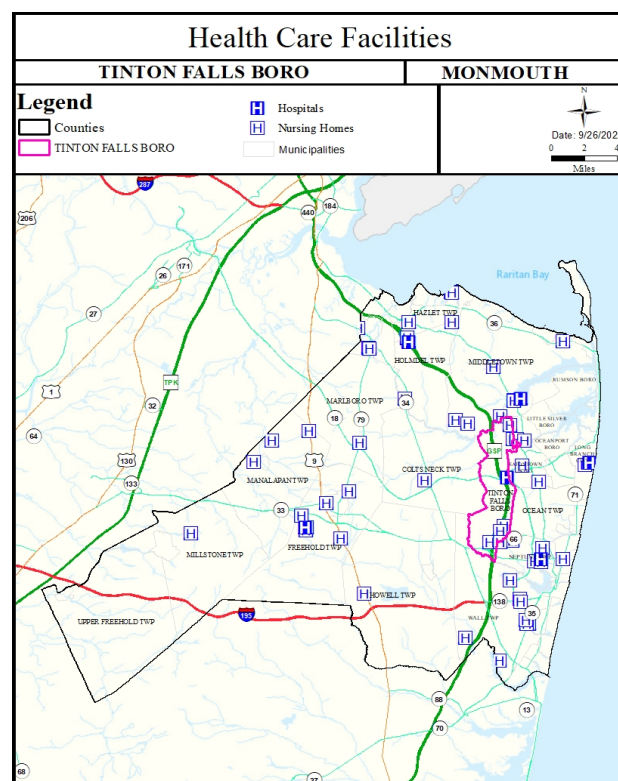 Health Care Facilities
TINTON FALLS BORO
MONMOUTH
Legend
Counties
TINTON FALLS BORO
H Hospitals
H Nursing Homes
Municipalities
N
Date: 9/26/202
0 2 4
Miles
287
206
440
184
171
26
27
Raritan Bay
HAZLET TWP
36
HOLMDEL TWP
MIDDLETOWN TWP
TPK
1
32
RUMSON BORO
MARLBORO TWP
34
18
79
LITTLE SILVER
BORO
64
OCEANPORT
BORO
LONG
BRANCH
GSP
130
9
133
MANALAPAN TWP
COLTS NECK TWP
71
TINTON
FALLS
BORO
33
OCEAN TWP
MILLSTONE TWP
FREEHOLD TWP
66
HOWELL TWP
138
35
195
UPPER FREEHOLD TWP
WALL TWP
88
13
70
68
37